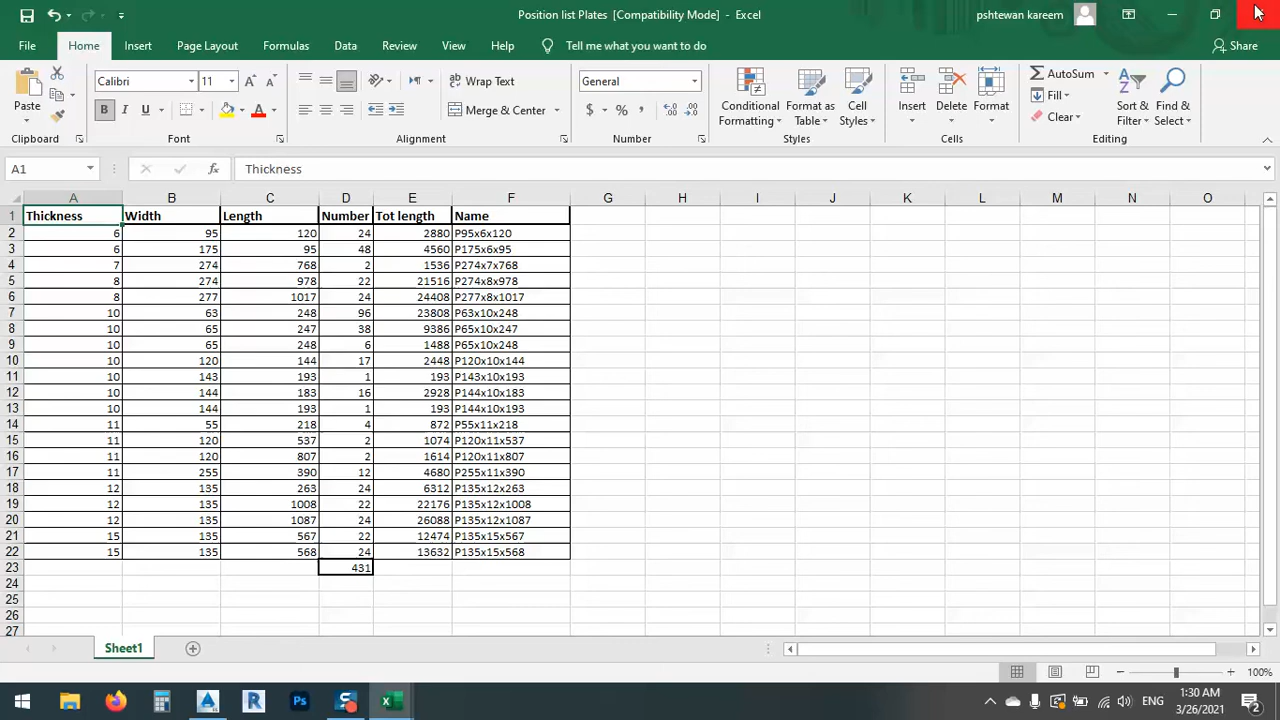 Position list Plates [Compatibility Mode] - Excel
pshtewan kareem
File Home Insert Page Layout Formulas Data Review View Help Tell me what you want to do Share
Paste
Calibri 11
B I U
Wrap Text
Merge & Center
General
$ % ,
Conditional Formatting
Format as Table
Cell Styles
Insert Delete Format
AutoSum
Fill
Clear
Sort & Filter
Find & Select
Clipboard Font Alignment Number Styles Cells Editing
A1 fx Thickness
A B C D E F G H I J K L M N O
1 Thickness Width Length Number Tot length Name
2 6 95 120 24 2880 P95x6x120
3 6 175 95 48 4560 P175x6x95
4 7 274 768 2 1536 P274x7x768
5 8 274 978 22 21516 P274x8x978
6 8 277 1017 24 24408 P277x8x1017
7 10 63 248 96 23808 P63x10x248
8 10 65 247 38 9386 P65x10x247
9 10 65 248 6 1488 P65x10x248
10 10 120 144 17 2448 P120x10x144
11 10 143 193 1 193 P143x10x193
12 10 144 183 16 2928 P144x10x183
13 10 144 193 1 193 P144x10x193
14 11 55 218 4 872 P55x11x218
15 11 120 537 2 1074 P120x11x537
16 11 120 807 2 1614 P120x11x807
17 11 255 390 12 4680 P255x11x390
18 12 135 263 24 6312 P135x12x263
19 12 135 1008 22 22176 P135x12x1008
20 12 135 1087 24 26088 P135x12x1087
21 15 135 567 22 12474 P135x15x567
22 15 135 568 24 13632 P135x15x568
23 431
24
25
26
27
Sheet1
100%
ENG
1:30 AM
3/26/2021
2